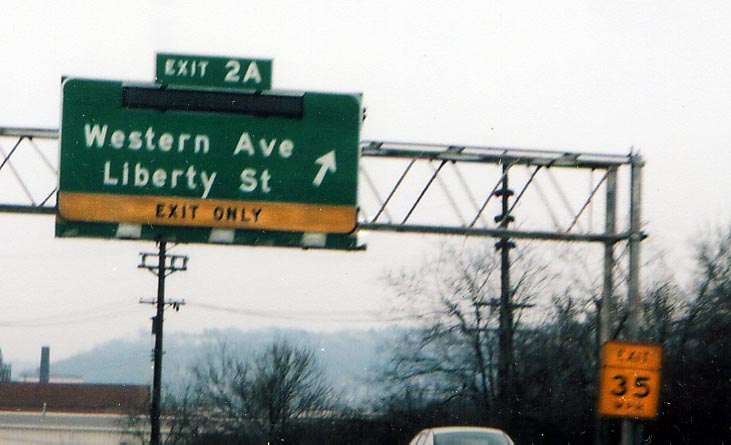 EXIT 2A
Western Ave
Liberty St
EXIT ONLY
EXIT
35
M.P.H.